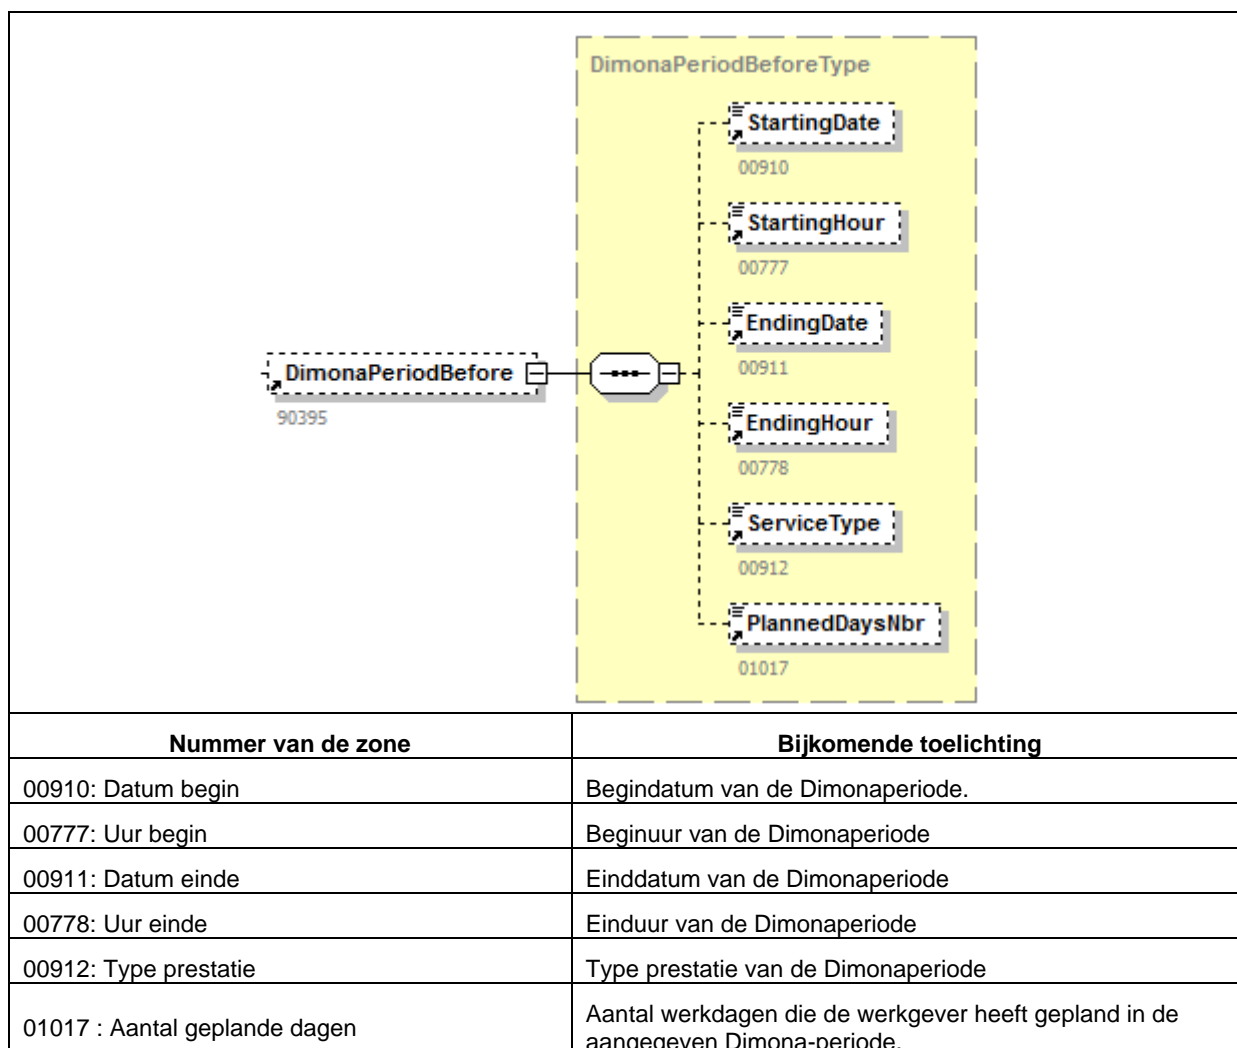 DimonaPeriodBeforeType
StartingDate
00910
StartingHour
00777
EndingDate
00911
DimonaPeriodBefore
90395
EndingHour
00778
ServiceType
00912
PlannedDaysNbr
01017
Nummer van de zone
Bijkomende toelichting
00910: Datum begin
Begindatum van de Dimonaperiode.
00777: Uur begin
Beginuur van de Dimonaperiode
00911: Datum einde
Einddatum van de Dimonaperiode
00778: Uur einde
Einduur van de Dimonaperiode
00912: Type prestatie
Type prestatie van de Dimonaperiode
01017 : Aantal geplande dagen
Aantal werkdagen die de werkgever heeft gepland in de
aangegeven Dimona-periode.